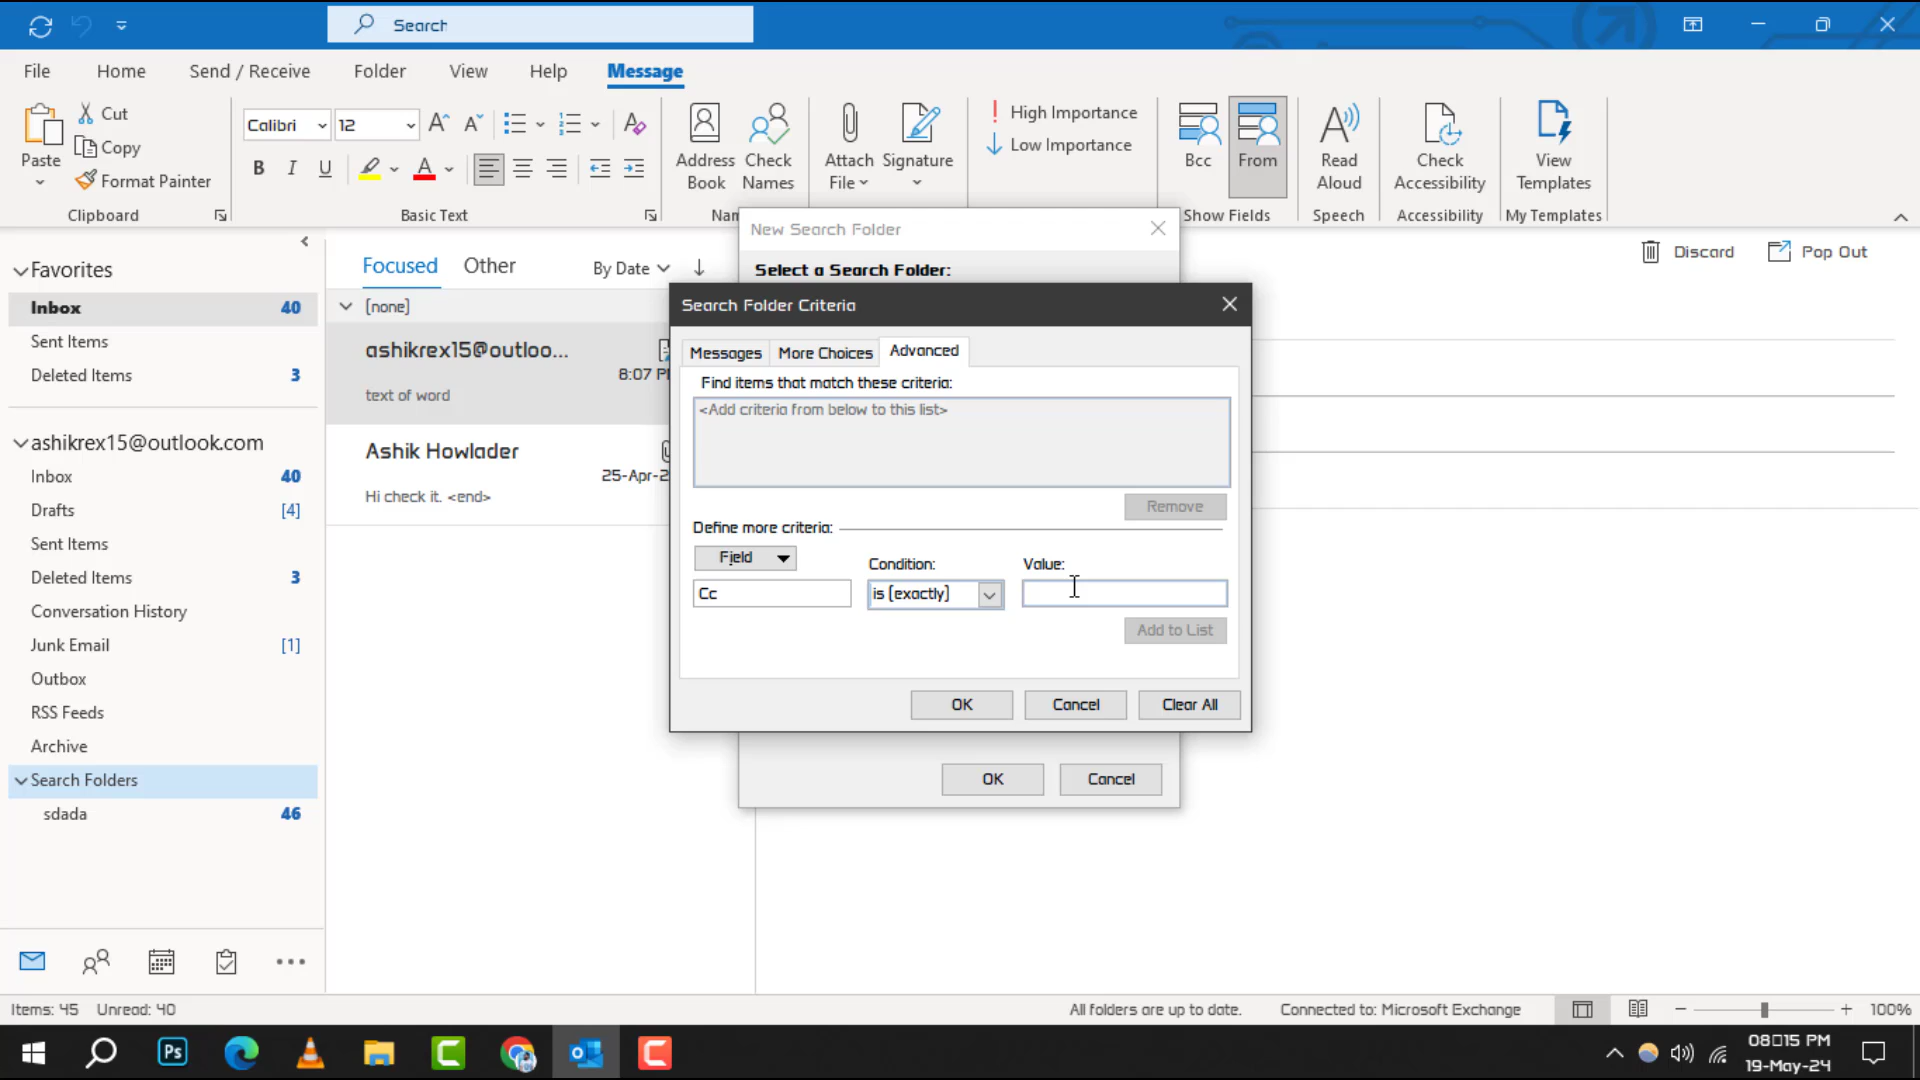 Search
File Home Send / Receive Folder View Help Message
Paste
Cut
Copy
Format Painter
Clipboard
Calibri 12
B I U A
Basic Text
Address Book
Check Names
Attach File
Signature
High Importance
Low Importance
Bcc
From
Show Fields
Read Aloud
Speech
Check Accessibility
Accessibility
View Templates
My Templates
Favorites
Inbox 40
Sent Items
Deleted Items 3
ashikrex15@outlook.com
Inbox 40
Drafts [4]
Sent Items
Deleted Items 3
Conversation History
Junk Email [1]
Outbox
RSS Feeds
Archive
Search Folders
sdada 46
Focused Other By Date
[none]
ashikrex15@outloo...
8:07
text of word
Ashik Howlader
25-Apr-2
Hi check it. <end>
Discard Pop Out
New Search Folder
Select a Search Folder:
Search Folder Criteria
Messages More Choices Advanced
Find items that match these criteria:
<Add criteria from below to this list>
Remove
Define more criteria:
Field Condition: Value:
Cc is [exactly]
Add to List
OK Cancel Clear All
OK Cancel
Items: 45 Unread: 40
All folders are up to date. Connected to: Microsoft Exchange 100%
Ps
08□15 PM
19-May-24